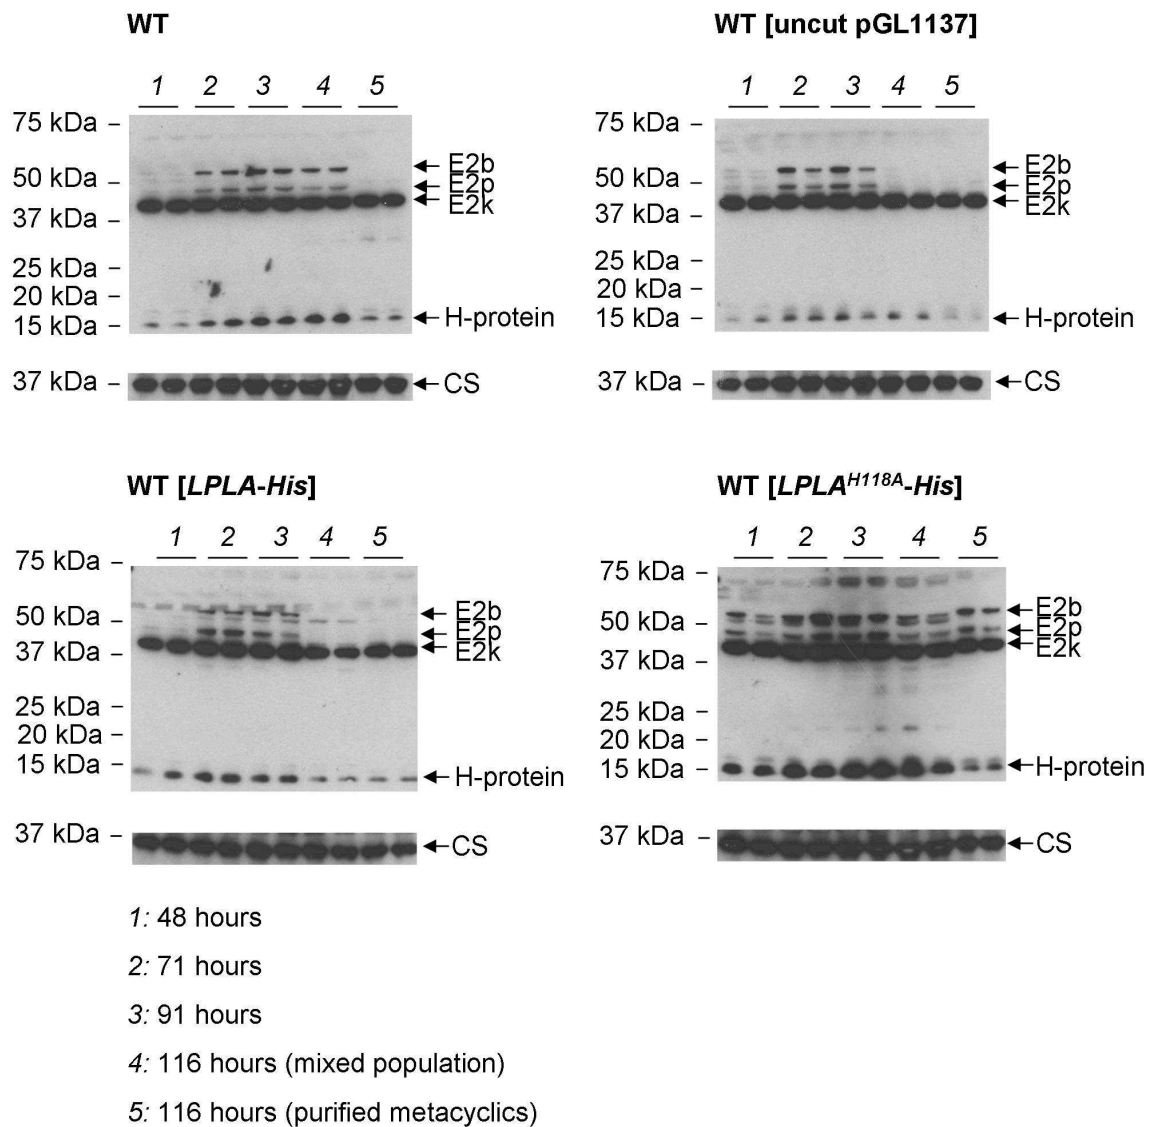 WT
1 2 3 4 5
75 kDa
50 kDa
37 kDa
25 kDa
20 kDa
15 kDa
E2b
E2p
E2k
H-protein
37 kDa
CS
WT [uncut pGL1137]
1 2 3 4 5
75 kDa
50 kDa
37 kDa
25 kDa
20 kDa
15 kDa
E2b
E2p
E2k
H-protein
37 kDa
CS
WT [LPLA-His]
1 2 3 4 5
75 kDa
50 kDa
37 kDa
25 kDa
20 kDa
15 kDa
E2b
E2p
E2k
H-protein
37 kDa
CS
WT [LPLA^H118A-His]
1 2 3 4 5
75 kDa
50 kDa
37 kDa
25 kDa
20 kDa
15 kDa
E2b
E2p
E2k
H-protein
37 kDa
CS
1: 48 hours
2: 71 hours
3: 91 hours
4: 116 hours (mixed population)
5: 116 hours (purified metacyclics)